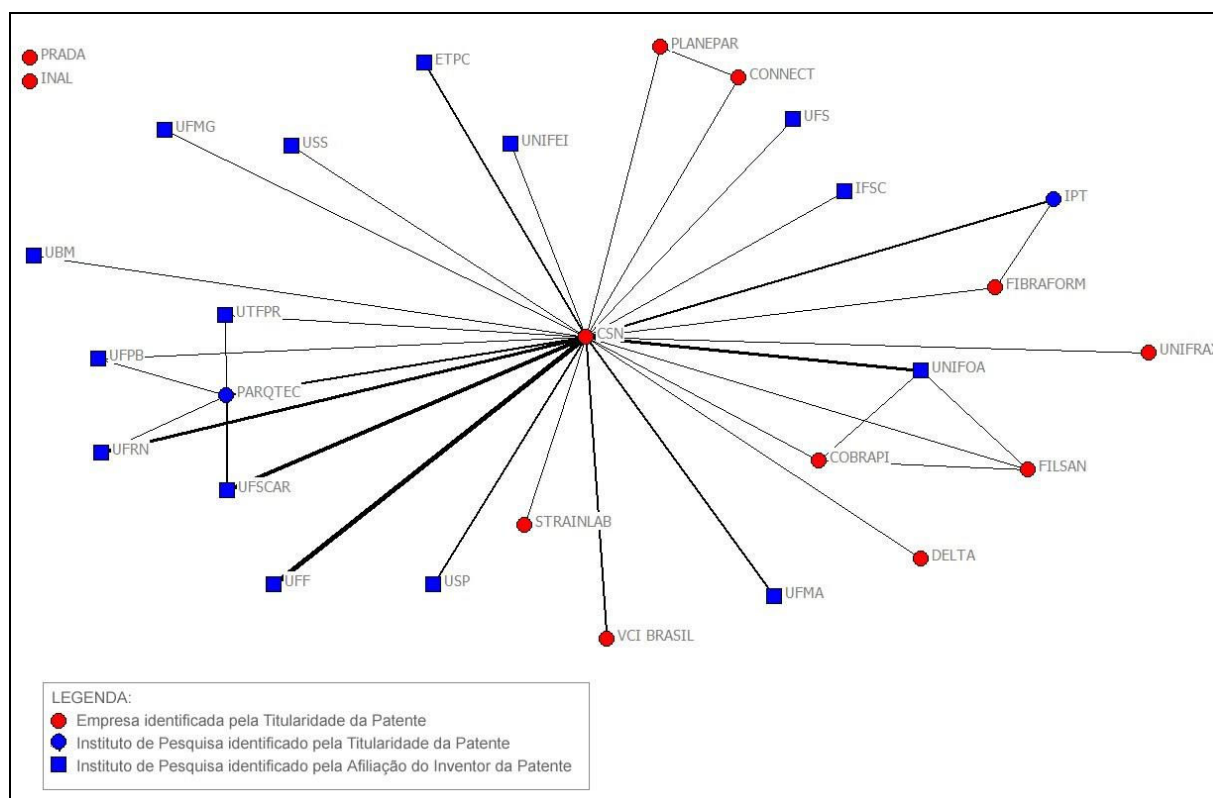 PLANEPAR
PRADA
ETPC
INAL
CONNECT
UFS
UFMG
USS
UNIFEI
IFSC
IPT
UBM
FIBRAFORM
UTFPR
CSN
UFPB
UNIFRAX
UNIFOA
PARQTEC
UFRN
COBRAPI
FILSAN
UFSCAR
STRAINLAB
DELTA
UFF
USP
UFMA
VCI BRASIL
LEGENDA:
Empresa identificada pela Titularidade da Patente
Instituto de Pesquisa identificado pela Titularidade da Patente
Instituto de Pesquisa identificado pela Afiliação do Inventor da Patente